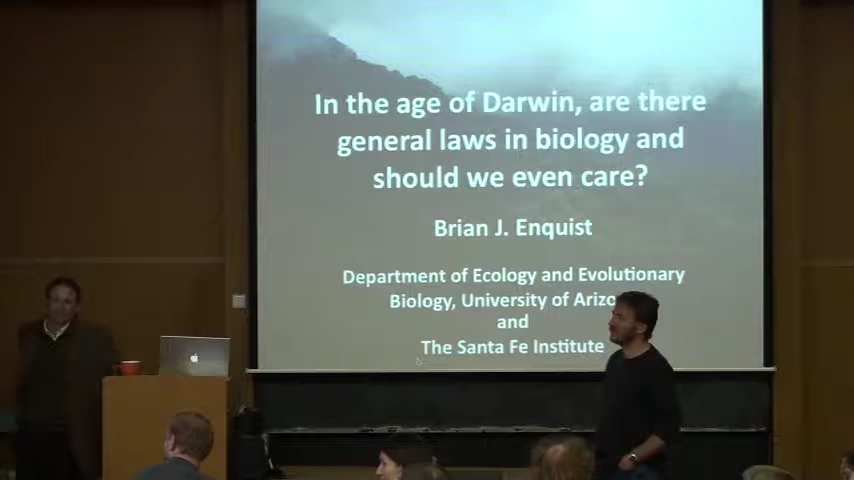 In the age of Darwin, are there
general laws in biology and
should we even care?
Brian J. Enquist
Department of Ecology and Evolutionary
Biology, University of Arizo
and
The Santa Fe Institute